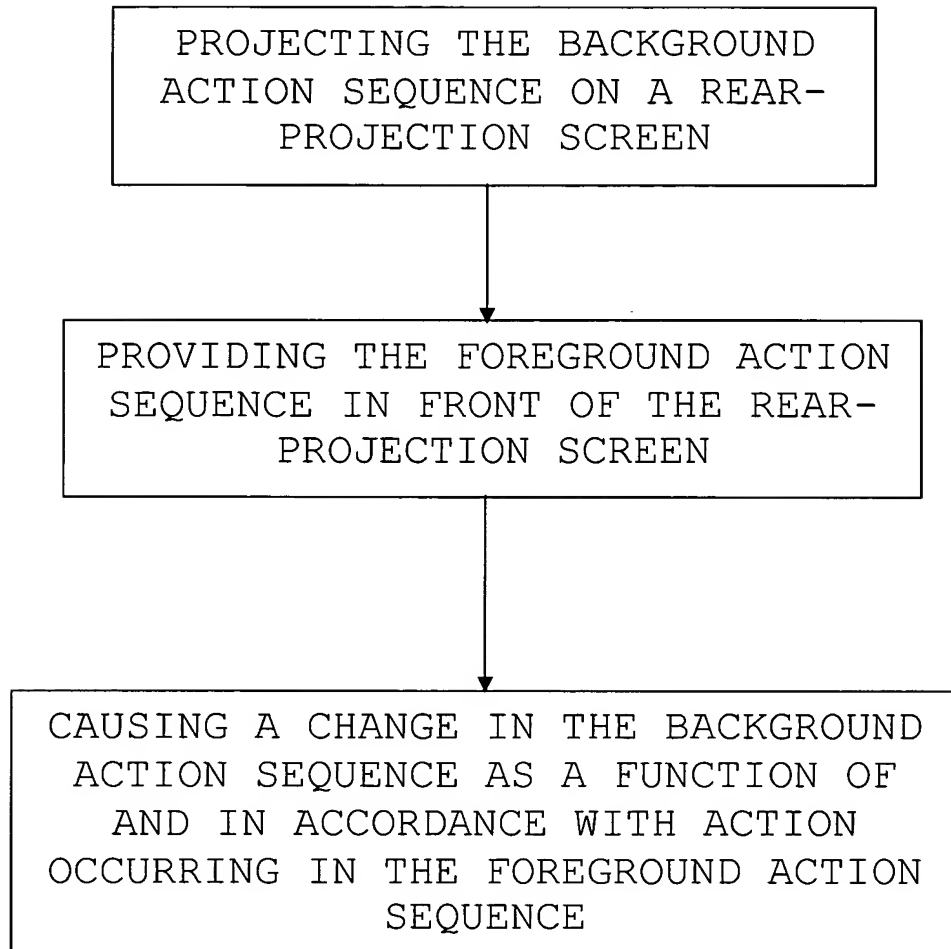 PROJECTING THE BACKGROUND
ACTION SEQUENCE ON A REAR-
PROJECTION SCREEN
PROVIDING THE FOREGROUND ACTION
SEQUENCE IN FRONT OF THE REAR-
PROJECTION SCREEN
CAUSING A CHANGE IN THE BACKGROUND
ACTION SEQUENCE AS A FUNCTION OF
AND IN ACCORDANCE WITH ACTION
OCCURRING IN THE FOREGROUND ACTION
SEQUENCE